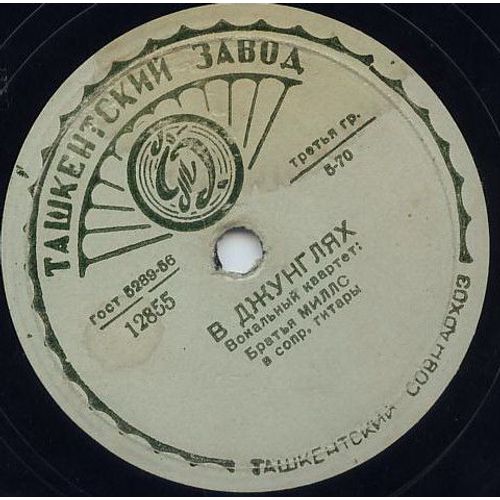 ТАШКЕНТСКИЙ ЗАВОД
третья гр.
5-70
ГОСТ 5289-56
12855
В ДЖУНГЛЯХ
Вокальный квартет:
Братья МИЛЛС
в сопр. гитары
ТАШКЕНТСКИЙ СОВНАРХОЗ